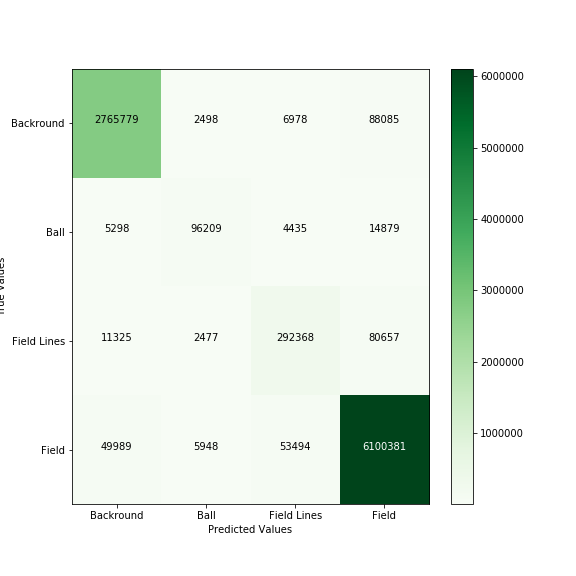 Backround 2765779 2498 6978 88085
Ball 5298 96209 4435 14879
Field Lines 11325 2477 292368 80657
Field 49989 5948 53494 6100381
Backround Ball Field Lines Field
Predicted Values
6000000
5000000
4000000
3000000
2000000
1000000